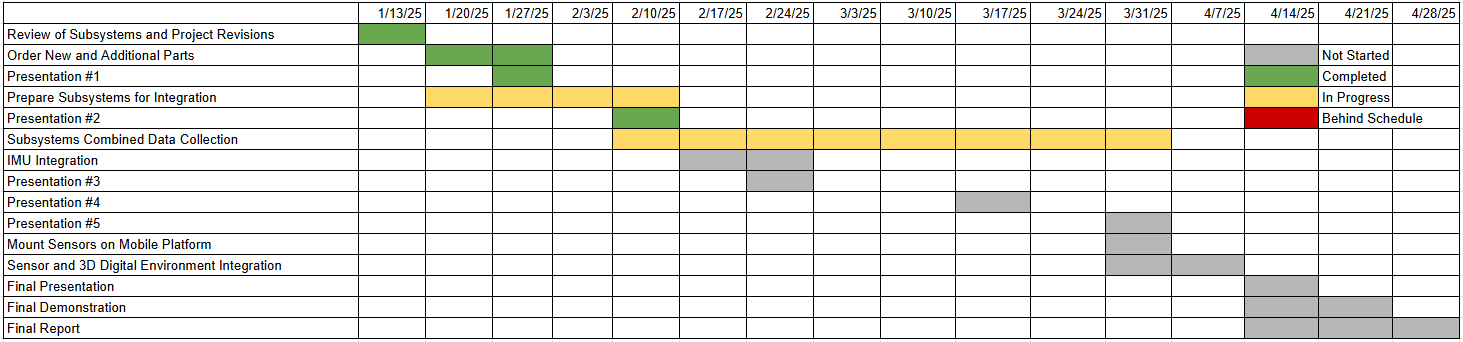 1/13/25 1/20/25 1/27/25 2/3/25 2/10/25 2/17/25 2/24/25 3/3/25 3/10/25 3/17/25 3/24/25 3/31/25 4/7/25 4/14/25 4/21/25 4/28/25
Review of Subsystems and Project Revisions
Order New and Additional Parts Not Started
Presentation #1 Completed
Prepare Subsystems for Integration In Progress
Presentation #2 Behind Schedule
Subsystems Combined Data Collection
IMU Integration
Presentation #3
Presentation #4
Presentation #5
Mount Sensors on Mobile Platform
Sensor and 3D Digital Environment Integration
Final Presentation
Final Demonstration
Final Report